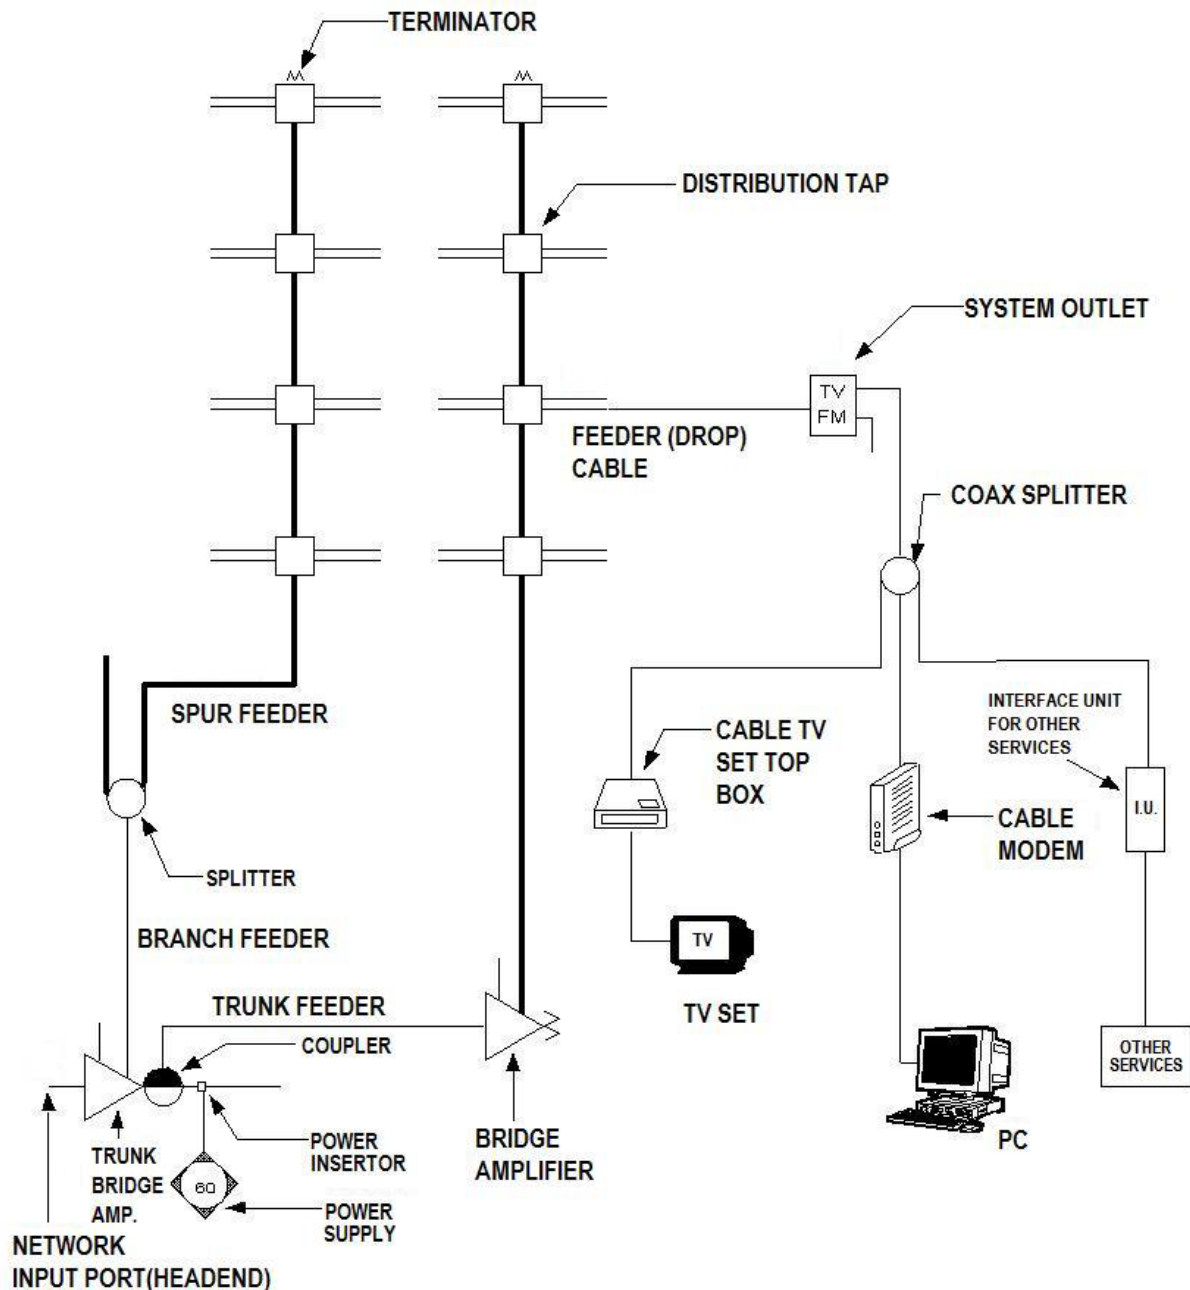 TERMINATOR
DISTRIBUTION TAP
SYSTEM OUTLET
TV
FM
FEEDER (DROP)
CABLE
COAX SPLITTER
SPUR FEEDER
INTERFACE UNIT
FOR OTHER
SERVICES
CABLE TV
SET TOP
BOX
I.U.
CABLE
MODEM
SPLITTER
BRANCH FEEDER
TV
TRUNK FEEDER
TV SET
COUPLER
OTHER
SERVICES
POWER
INSERTOR
BRIDGE
AMPLIFIER
PC
TRUNK
BRIDGE
AMP.
60
POWER
SUPPLY
NETWORK
INPUT PORT(HEADEND)